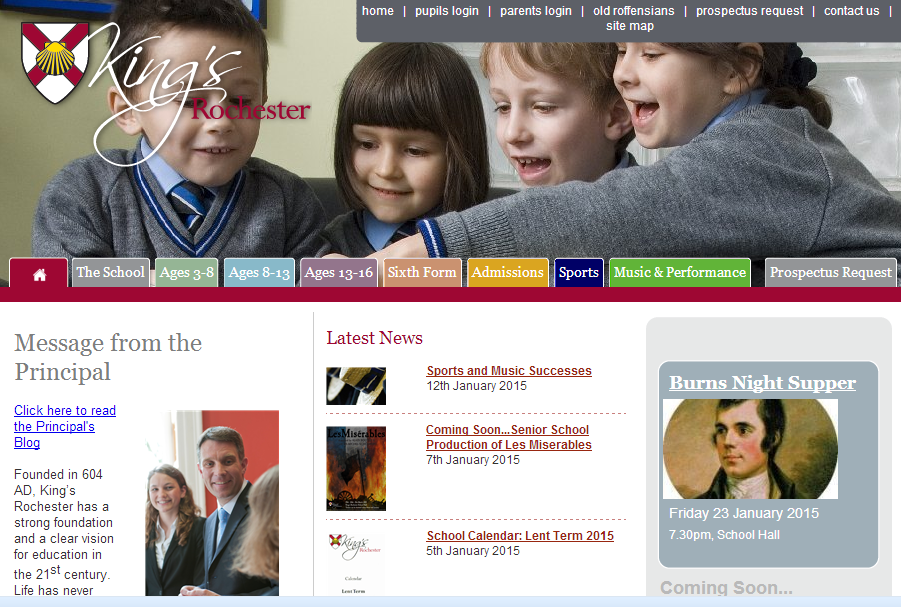 home | pupils login | parents login | old roffensians | prospectus request | contact us |
site map
King's
Rochester
The School
Ages 3-8
Ages 8-13
Ages 13-16
Sixth Form
Admissions
Sports
Music & Performance
Prospectus Request
Message from the
Principal
Click here to read
the Principal's
Blog
Founded in 604
AD, King's
Rochester has a
strong foundation
and a clear vision
for education in
the 21st century.
Life has never
Latest News
Sports and Music Successes
12th January 2015
Les Misérables
Coming Soon...Senior School
Production of Les Miserables
7th January 2015
King's
Rochester
Calendar
Lent Term
School Calendar: Lent Term 2015
5th January 2015
Burns Night Supper
Friday 23 January 2015
7.30pm, School Hall
Coming Soon...